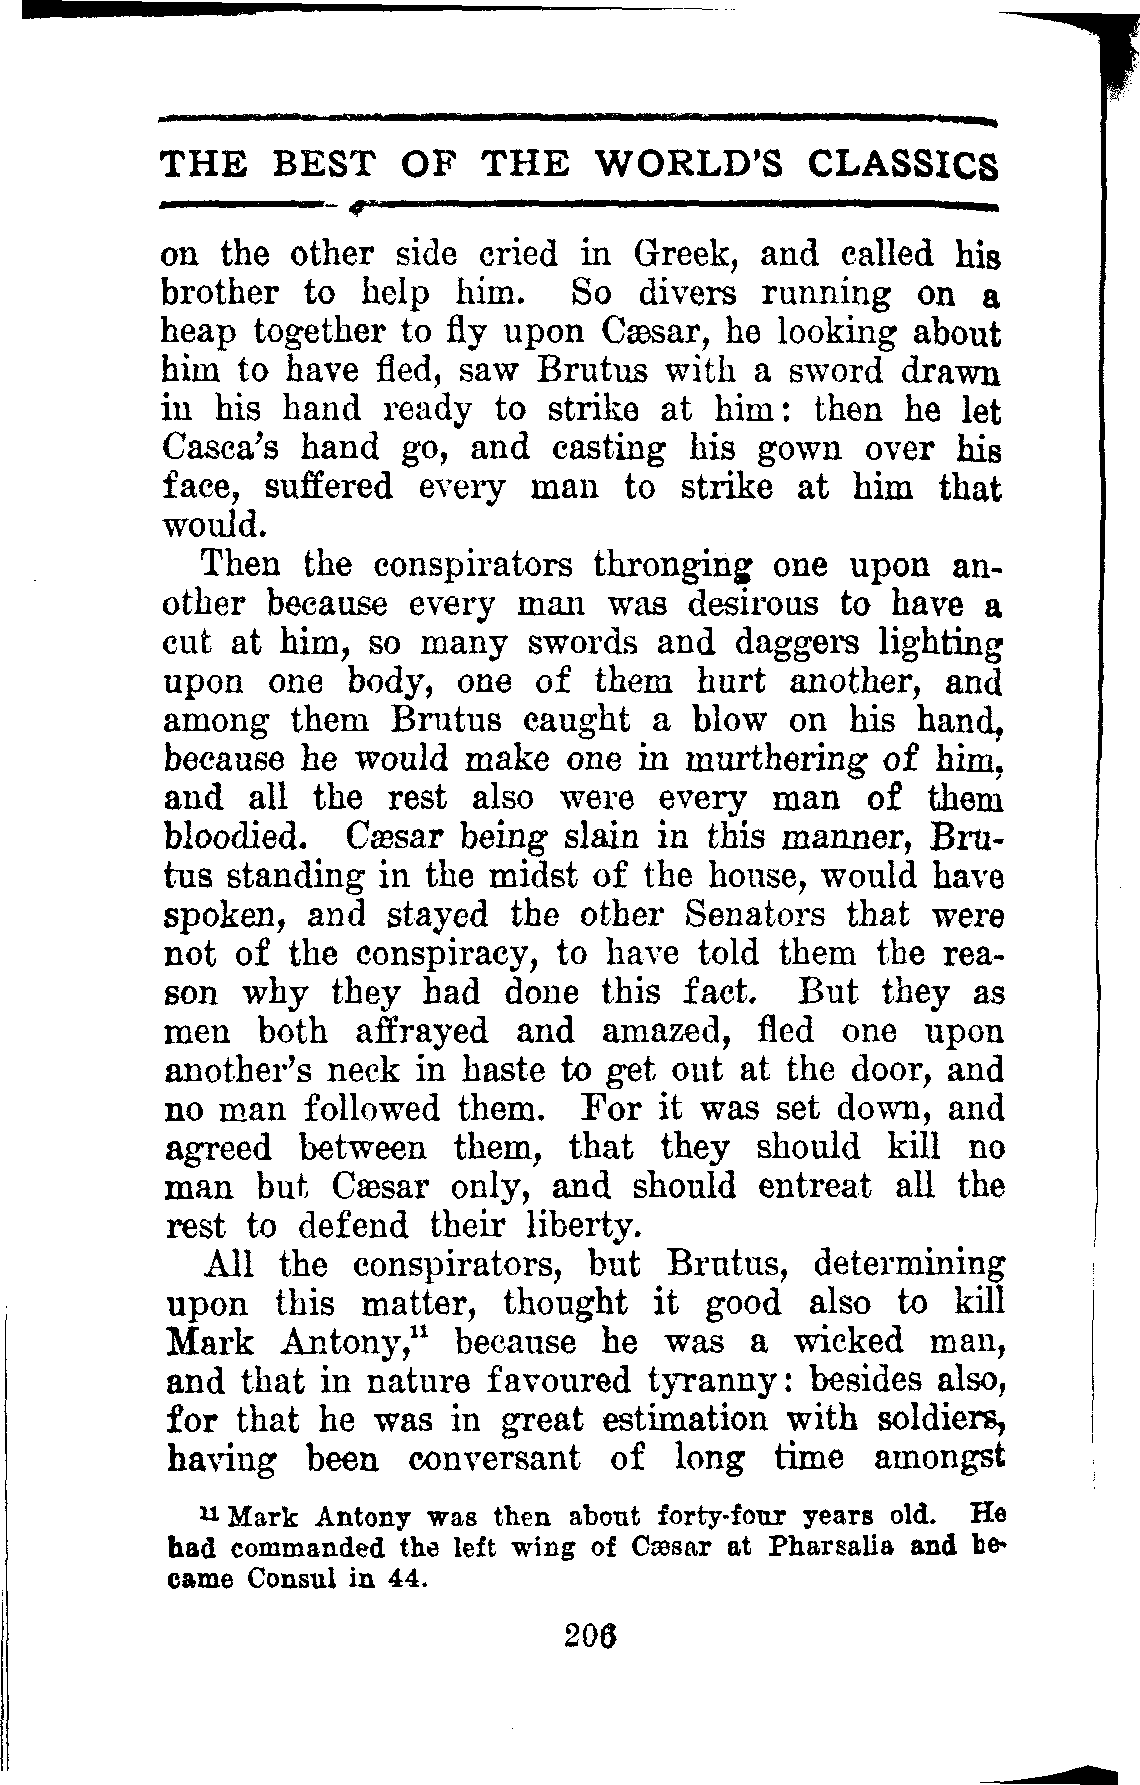 THE BEST OF THE WORLD'S CLASSICS
on the other side cried in Greek, and called his
brother to help him. So divers running on a
heap together to fly upon Cæsar, he looking about
him to have fled, saw Brutus with a sword drawn
in his hand ready to strike at him: then he let
Casca's hand go, and casting his gown over his
face, suffered every man to strike at him that
would.
Then the conspirators thronging one upon an-
other because every man was desirous to have a
cut at him, so many swords and daggers lighting
upon one body, one of them hurt another, and
among them Brutus caught a blow on his hand,
because he would make one in murthering of him,
and all the rest also were every man of them
bloodied. Cæsar being slain in this manner, Bru-
tus standing in the midst of the house, would have
spoken, and stayed the other Senators that were
not of the conspiracy, to have told them the rea-
son why they had done this fact. But they as
men both affrayed and amazed, fled one upon
another's neck in haste to get out at the door, and
no man followed them. For it was set down, and
agreed between them, that they should kill no
man but Cæsar only, and should entreat all the
rest to defend their liberty.
All the conspirators, but Brutus, determining
upon this matter, thought it good also to kill
Mark Antony,¹¹ because he was a wicked man,
and that in nature favoured tyranny: besides also,
for that he was in great estimation with soldiers,
having been conversant of long time amongst
¹¹ Mark Antony was then about forty-four years old. He
had commanded the left wing of Cæsar at Pharsalia and be-
came Consul in 44.
206